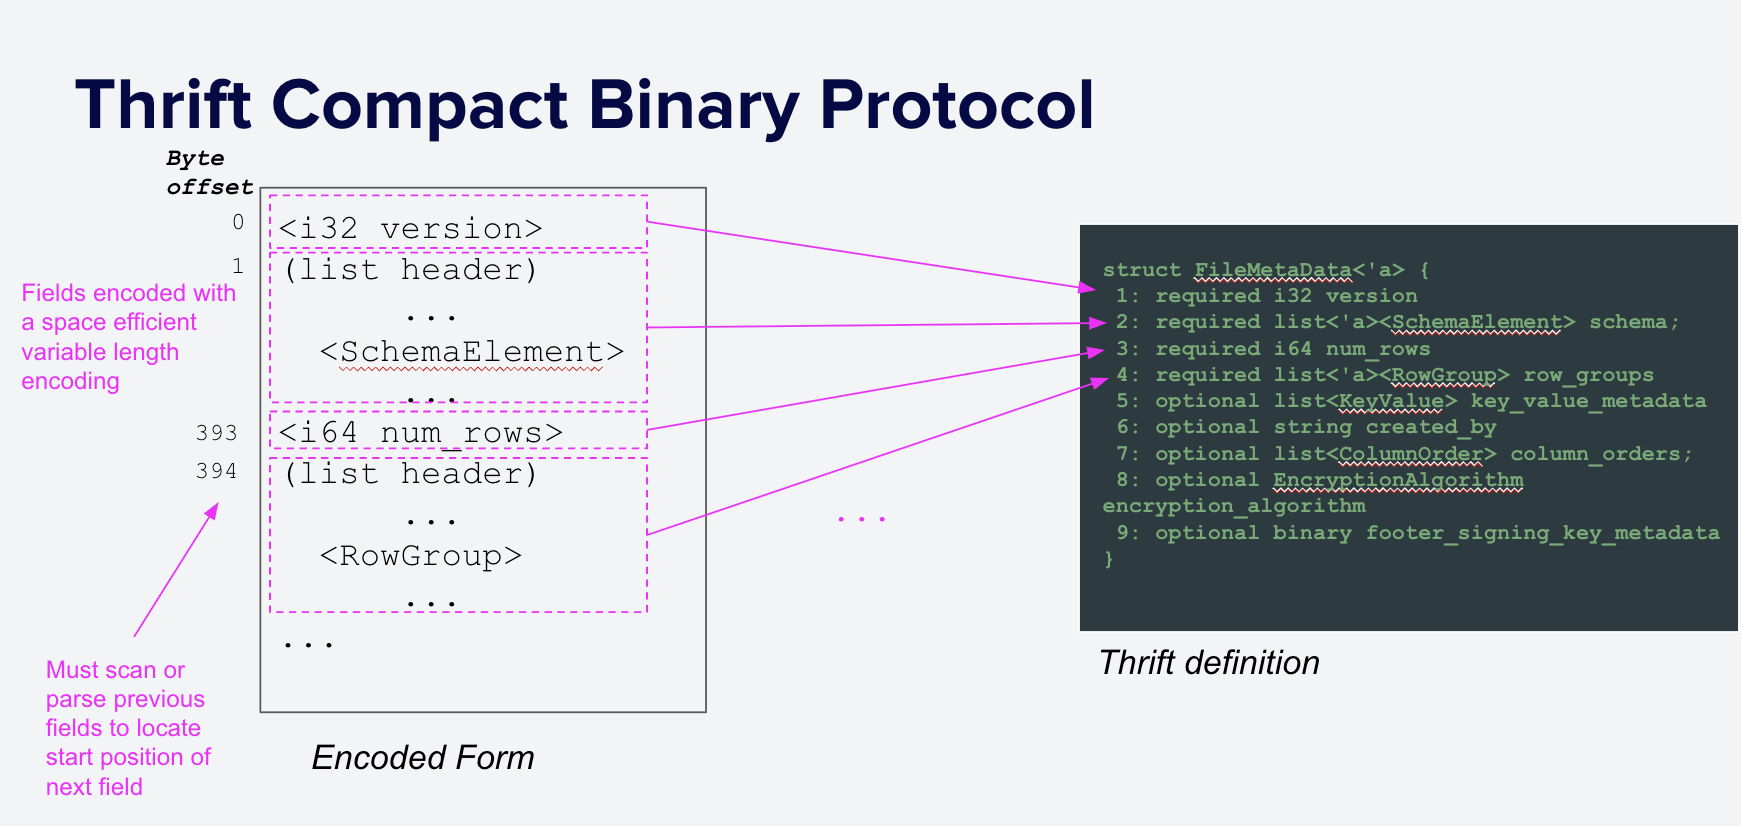 Thrift Compact Binary Protocol
Byte
offset
0
<i32 version>
1
(list header)
...
<SchemaElement>
...
393
<i64 num_rows>
394
(list header)
...
<RowGroup>
...
...
Encoded Form
Fields encoded with
a space efficient
variable length
encoding
Must scan or
parse previous
fields to locate
start position of
next field
...
struct FileMetaData<'a> {
1: required i32 version
2: required list<'a><SchemaElement> schema;
3: required i64 num_rows
4: required list<'a><RowGroup> row_groups
5: optional list<KeyValue> key_value_metadata
6: optional string created_by
7: optional list<ColumnOrder> column_orders;
8: optional EncryptionAlgorithm
encryption_algorithm
9: optional binary footer_signing_key_metadata
}
Thrift definition